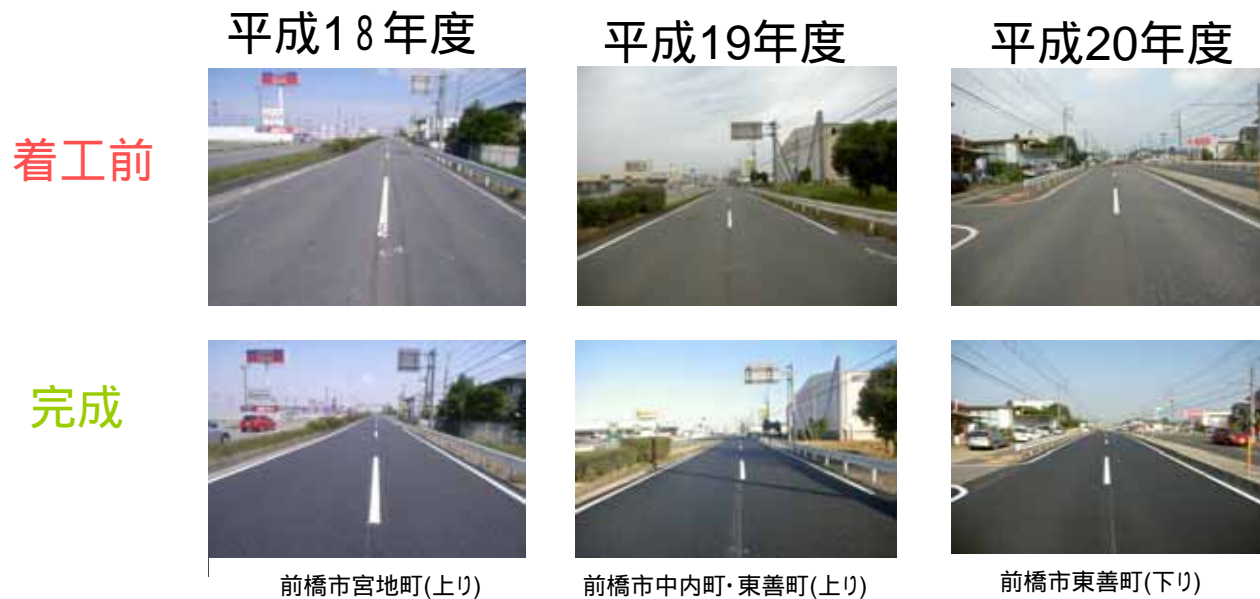 平成18年度
平成19年度
平成20年度
着工前
完成
前橋市宮地町(上り)
前橋市中内町・東善町(上り)
前橋市東善町(下り)